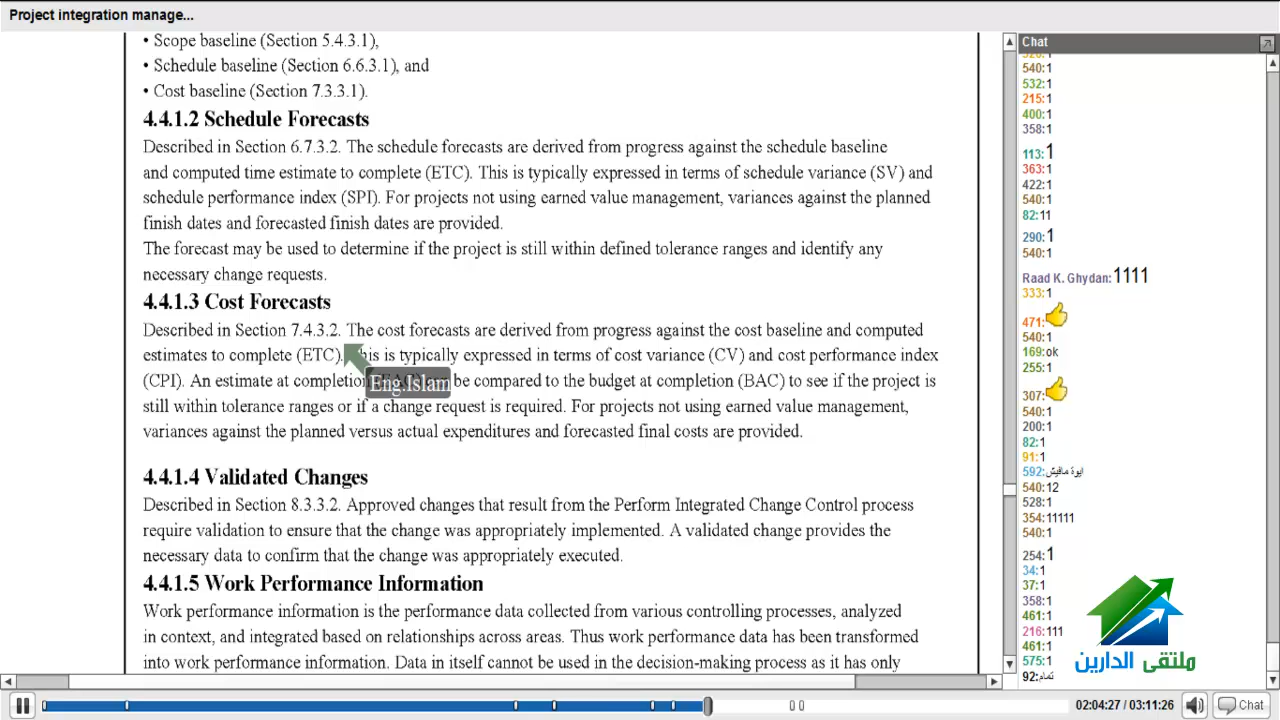 Project integration manage...
• Scope baseline (Section 5.4.3.1),
• Schedule baseline (Section 6.6.3.1), and
• Cost baseline (Section 7.3.3.1).
4.4.1.2 Schedule Forecasts
Described in Section 6.7.3.2. The schedule forecasts are derived from progress against the schedule baseline
and computed time estimate to complete (ETC). This is typically expressed in terms of schedule variance (SV) and
schedule performance index (SPI). For projects not using earned value management, variances against the planned
finish dates and forecasted finish dates are provided.
The forecast may be used to determine if the project is still within defined tolerance ranges and identify any
necessary change requests.
4.4.1.3 Cost Forecasts
Described in Section 7.4.3.2. The cost forecasts are derived from progress against the cost baseline and computed
estimates to complete (ETC). This is typically expressed in terms of cost variance (CV) and cost performance index
(CPI). An estimate at completion be compared to the budget at completion (BAC) to see if the project is
Eng.Islam
still within tolerance ranges or if a change request is required. For projects not using earned value management,
variances against the planned versus actual expenditures and forecasted final costs are provided.
4.4.1.4 Validated Changes
Described in Section 8.3.3.2. Approved changes that result from the Perform Integrated Change Control process
require validation to ensure that the change was appropriately implemented. A validated change provides the
necessary data to confirm that the change was appropriately executed.
4.4.1.5 Work Performance Information
Work performance information is the performance data collected from various controlling processes, analyzed
in context, and integrated based on relationships across areas. Thus work performance data has been transformed
into work performance information. Data in itself cannot be used in the decision-making process as it has only
Chat
540:1
532:1
215:1
400:1
358:1
113:1
363:1
422:1
540:1
82:11
290:1
540:1
Raad K. Ghydan:1111
333:1
471:
540:1
169:ok
255:1
307:
540:1
200:1
82:1
91:1
592:ايوة مافيش
540:12
528:1
354:11111
540:1
254:1
34:1
37:1
358:1
461:1
216:111
461:1
575:1
92:تمام
ملتقى الدارين
02:04:27 / 03:11:26
Chat